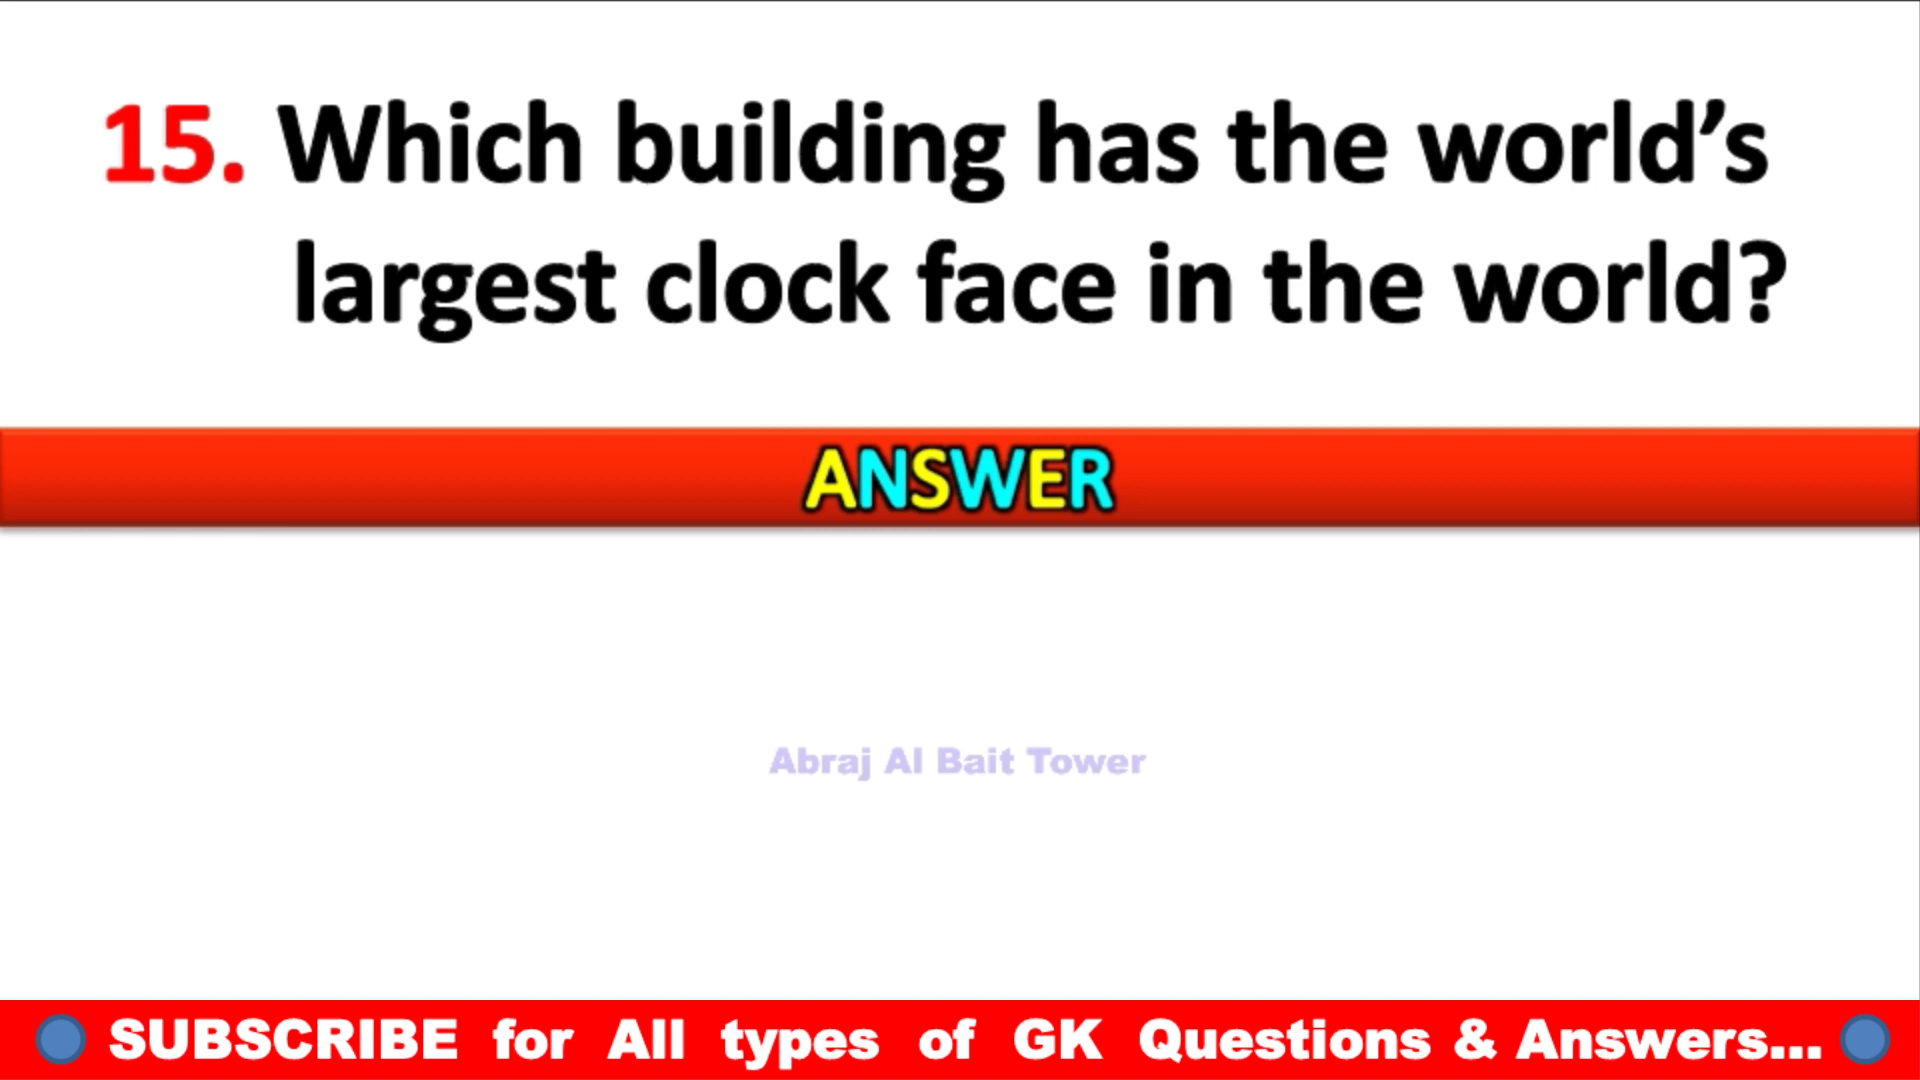 15. Which building has the world’s
largest clock face in the world?
ANSWER
Abraj Al Bait Tower
SUBSCRIBE for All types of GK Questions & Answers...